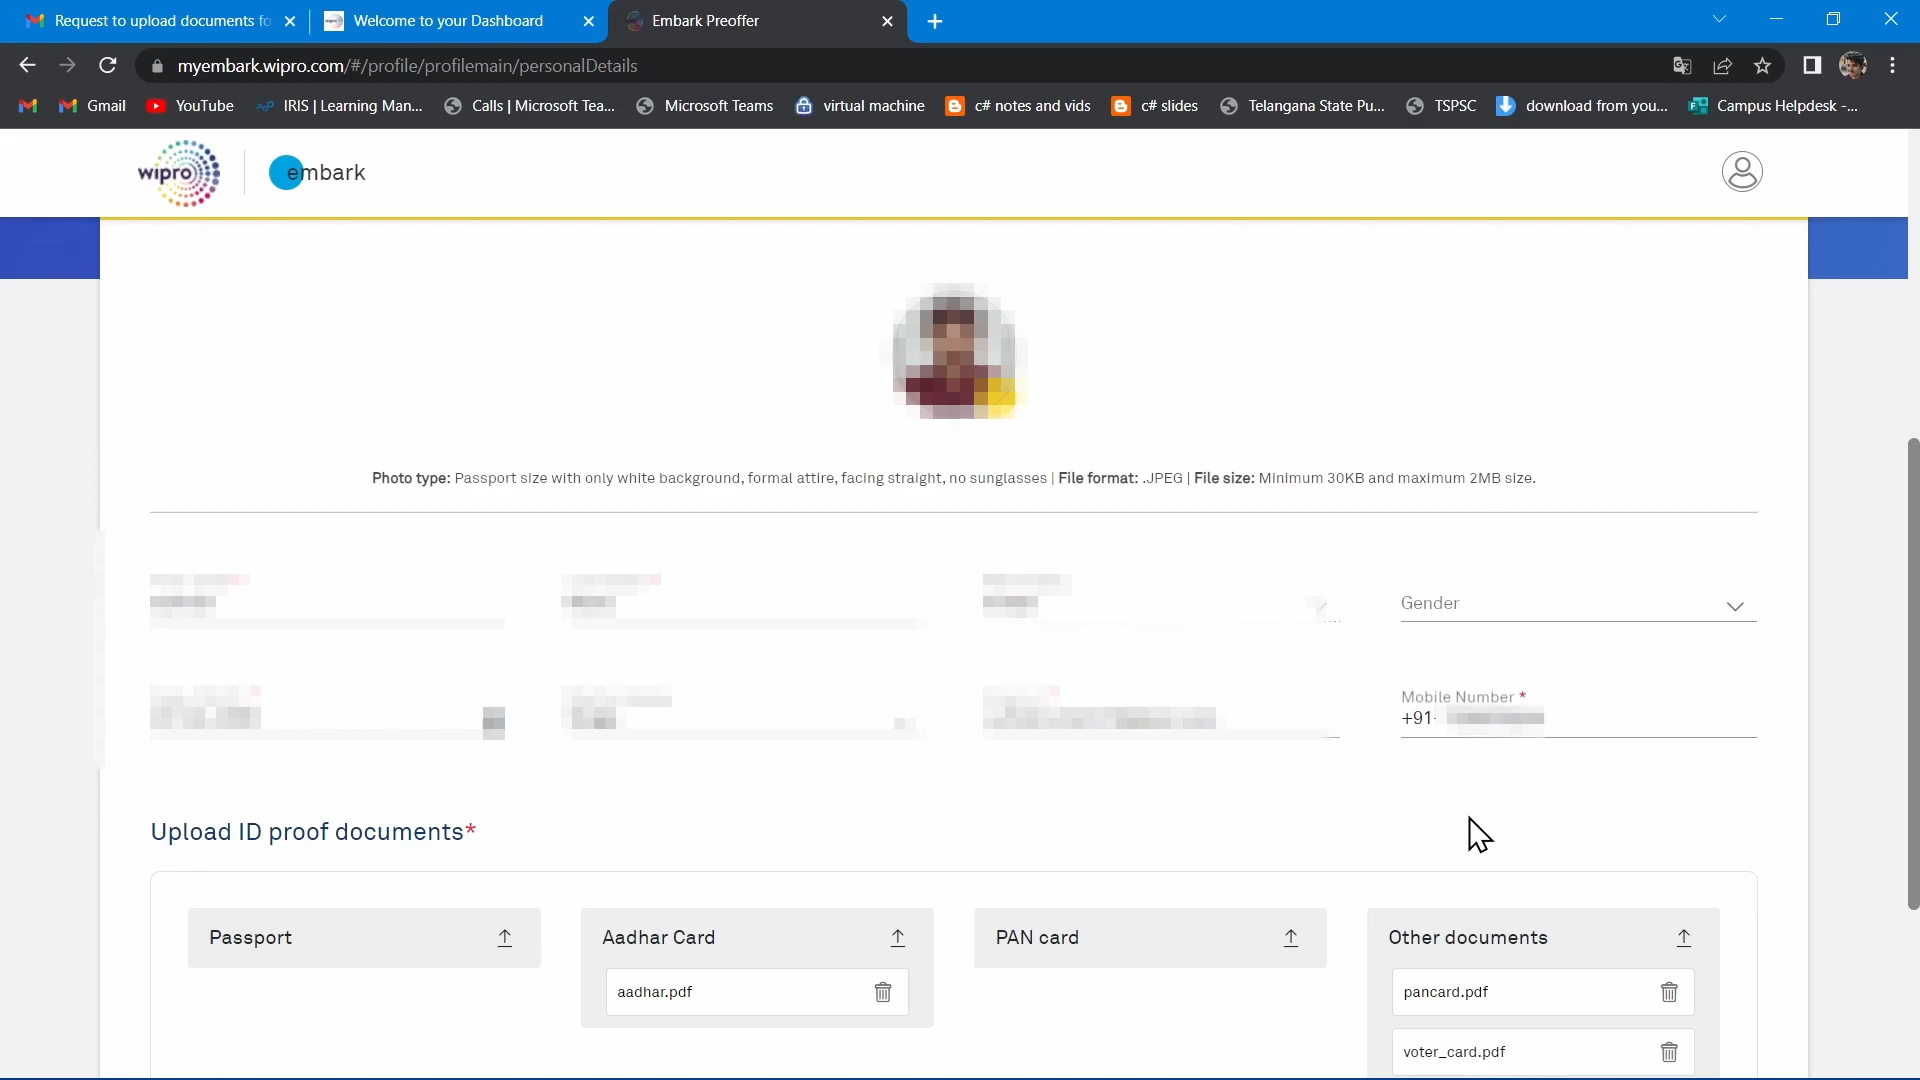 Request to upload documents fo
Welcome to your Dashboard
Embark Preoffer
myembark.wipro.com/#/profile/profilemain/personalDetails
Gmail
YouTube
IRIS | Learning Man...
Calls | Microsoft Tea...
Microsoft Teams
virtual machine
c# notes and vids
c# slides
Telangana State Pu...
TSPSC
download from you...
Campus Helpdesk -...
wipro
embark
Photo type: Passport size with only white background, formal attire, facing straight, no sunglasses | File format: .JPEG | File size: Minimum 30KB and maximum 2MB size.
Gender
Mobile Number *
+91-
Upload ID proof documents*
Passport
Aadhar Card
PAN card
Other documents
aadhar.pdf
pancard.pdf
voter_card.pdf